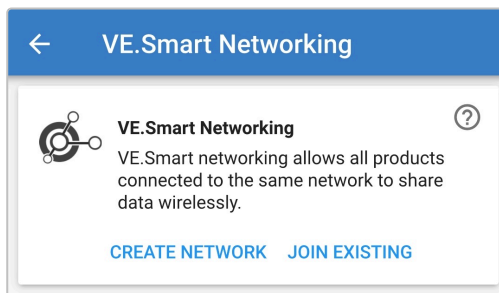 VE.Smart Networking
VE.Smart Networking
VE.Smart networking allows all products
connected to the same network to share
data wirelessly.
CREATE NETWORK JOIN EXISTING